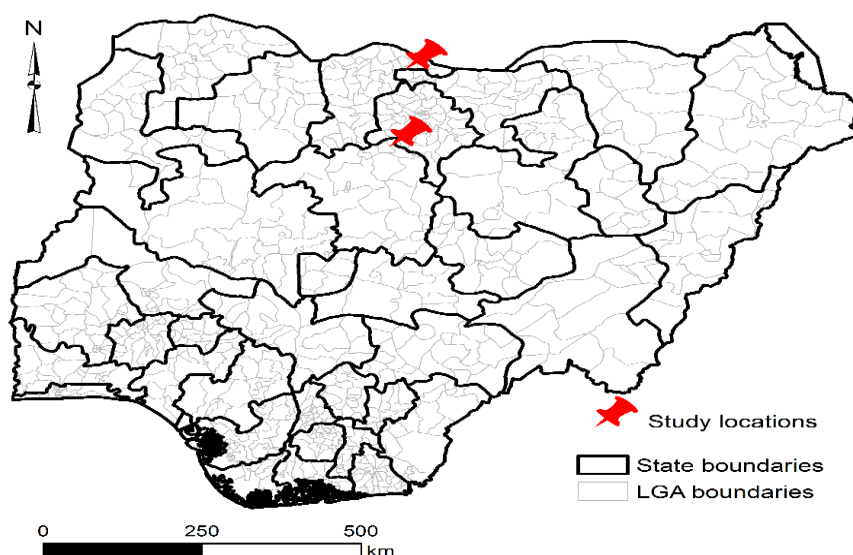 N
Study locations
State boundaries
LGA boundaries
0 250 500
km